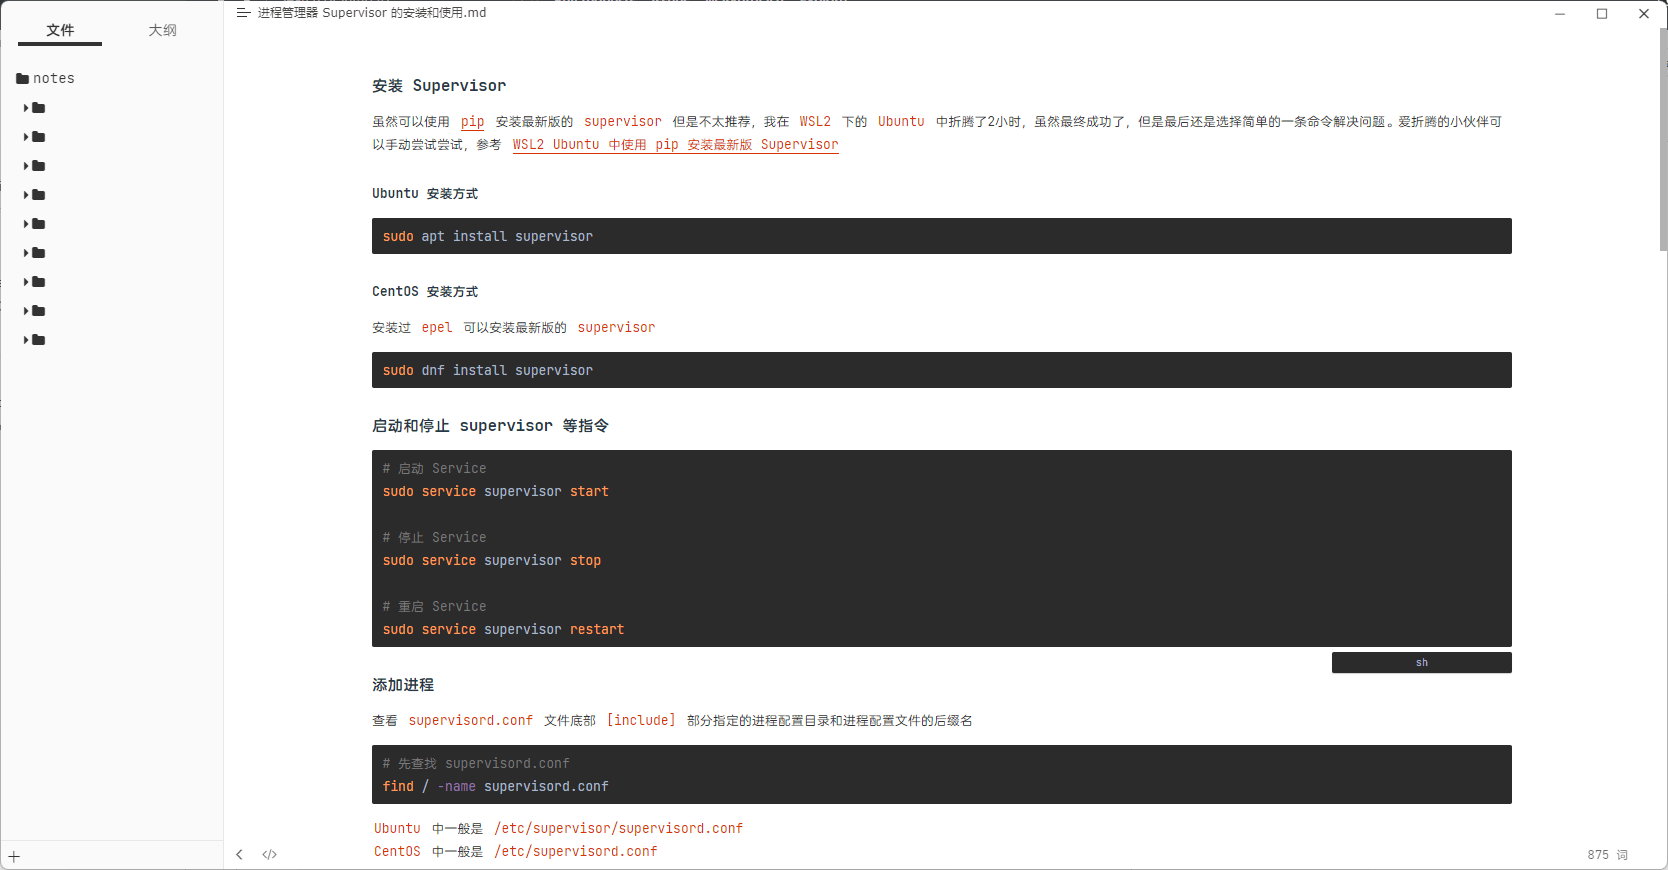 文件
大纲
进程管理器 Supervisor 的安装和使用.md
notes
安装 Supervisor
虽然可以使用 pip 安装最新版的 supervisor 但是不太推荐，我在 WSL2 下的 Ubuntu 中折腾了2小时，虽然最终成功了，但是最后还是选择简单的一条命令解决问题。爱折腾的小伙伴可
以手动尝试尝试，参考 WSL2 Ubuntu 中使用 pip 安装最新版 Supervisor
Ubuntu 安装方式
sudo apt install supervisor
CentOS 安装方式
安装过 epel 可以安装最新版的 supervisor
sudo dnf install supervisor
启动和停止 supervisor 等指令
# 启动 Service
sudo service supervisor start
# 停止 Service
sudo service supervisor stop
# 重启 Service
sudo service supervisor restart
sh
添加进程
查看 supervisord.conf 文件底部 [include] 部分指定的进程配置目录和进程配置文件的后缀名
# 先查找 supervisord.conf
find / -name supervisord.conf
Ubuntu 中一般是 /etc/supervisor/supervisord.conf
CentOS 中一般是 /etc/supervisord.conf
875 词